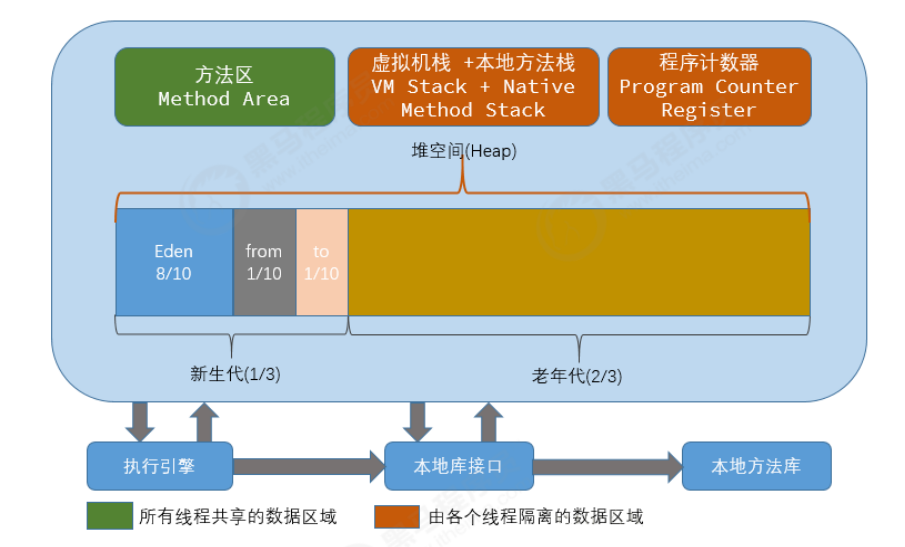 方法区
Method Area
虚拟机栈 +本地方法栈
VM Stack + Native
Method Stack
程序计数器
Program Counter
Register
堆空间(Heap)
Eden
8/10
from
1/10
to
1/10
新生代(1/3)
老年代(2/3)
执行引擎
本地库接口
本地方法库
所有线程共享的数据区域
由各个线程隔离的数据区域